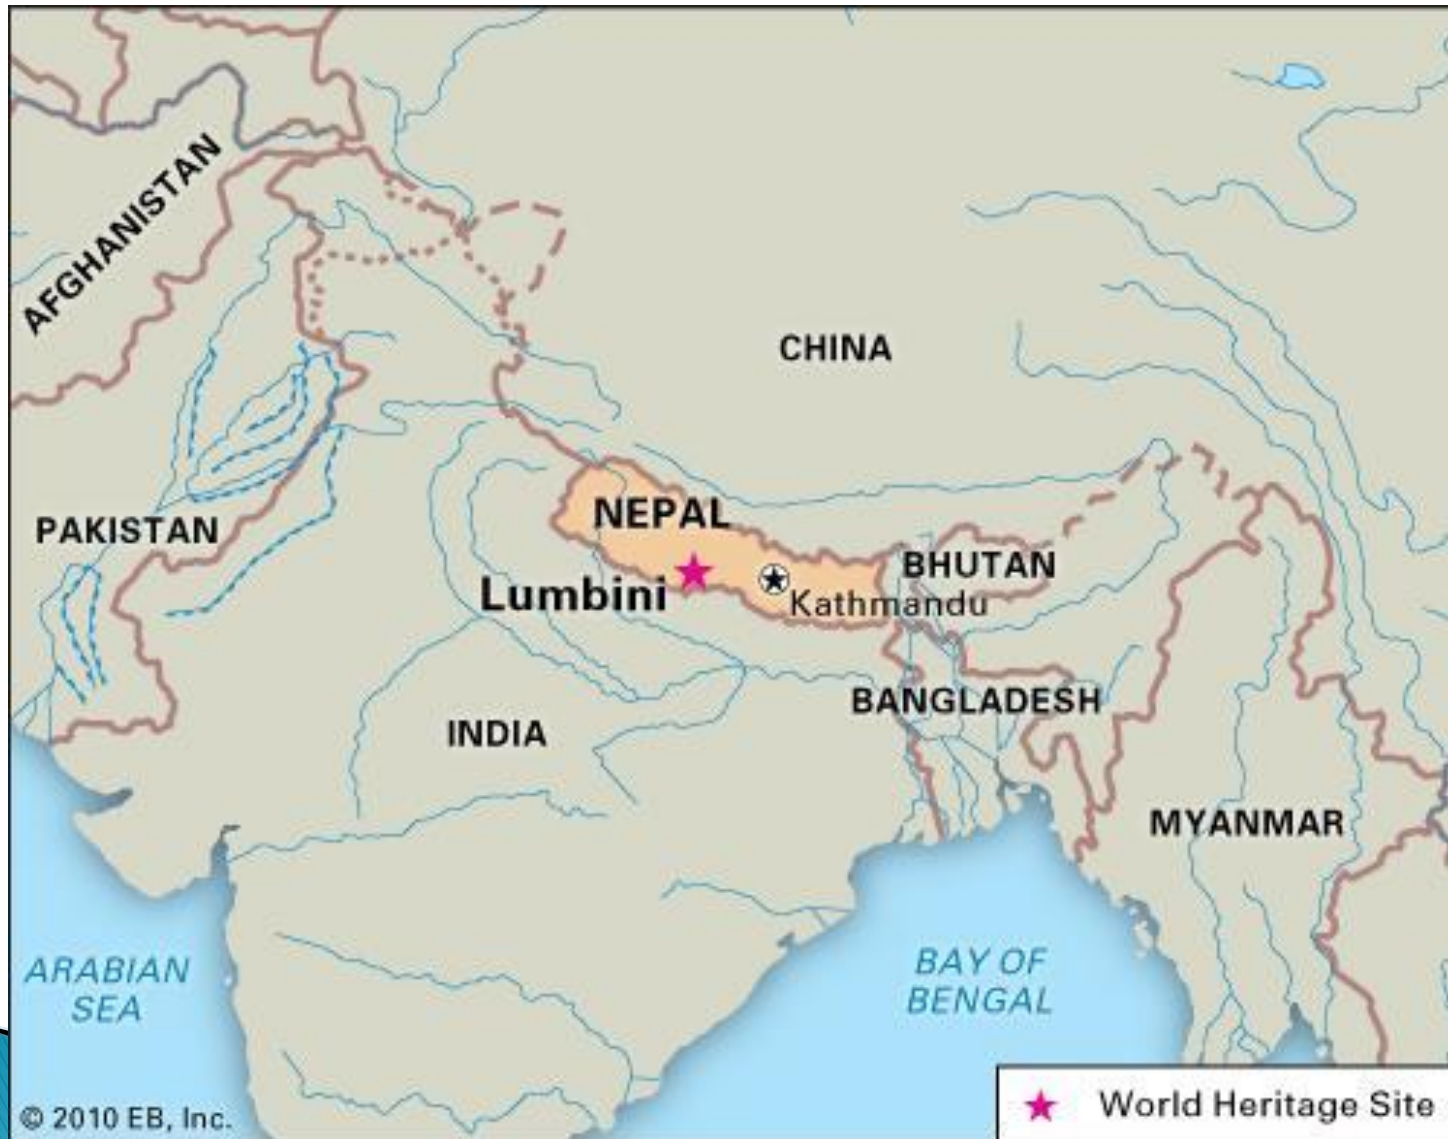 AFGHANISTAN
CHINA
NEPAL
PAKISTAN
BHUTAN
Lumbini
Kathmandu
BANGLADESH
INDIA
MYANMAR
ARABIAN
SEA
BAY OF
BENGAL
© 2010 EB, Inc.
World Heritage Site